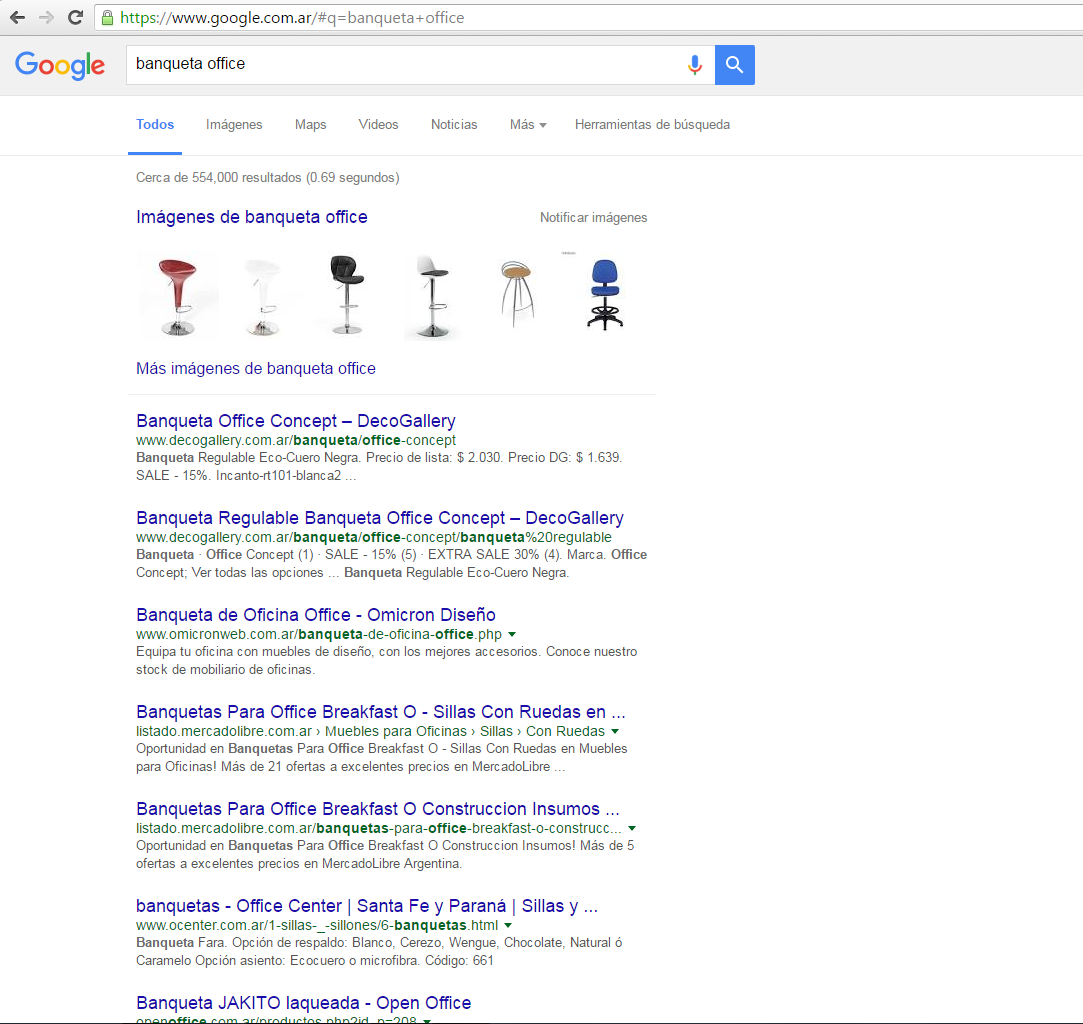 https://www.google.com.ar/#q=banqueta+office
Google
banqueta office
Todos Imágenes Maps Videos Noticias Más Herramientas de búsqueda
Cerca de 554,000 resultados (0.69 segundos)
Imágenes de banqueta office Notificar imágenes
Más imágenes de banqueta office
Banqueta Office Concept – DecoGallery
www.decogallery.com.ar/banqueta/office-concept
Banqueta Regulable Eco-Cuero Negra. Precio de lista: $ 2.030. Precio DG: $ 1.639.
SALE - 15%. Incanto-rt101-blanca2 ...
Banqueta Regulable Banqueta Office Concept – DecoGallery
www.decogallery.com.ar/banqueta/office-concept/banqueta%20regulable
Banqueta · Office Concept (1) · SALE - 15% (5) · EXTRA SALE 30% (4). Marca. Office
Concept; Ver todas las opciones ... Banqueta Regulable Eco-Cuero Negra.
Banqueta de Oficina Office - Omicron Diseño
www.omicronweb.com.ar/banqueta-de-oficina-office.php
Equipa tu oficina con muebles de diseño, con los mejores accesorios. Conoce nuestro
stock de mobiliario de oficinas.
Banquetas Para Office Breakfast O - Sillas Con Ruedas en ...
listado.mercadolibre.com.ar › Muebles para Oficinas › Sillas › Con Ruedas
Oportunidad en Banquetas Para Office Breakfast O - Sillas Con Ruedas en Muebles
para Oficinas! Más de 21 ofertas a excelentes precios en MercadoLibre ...
Banquetas Para Office Breakfast O Construccion Insumos ...
listado.mercadolibre.com.ar/banquetas-para-office-breakfast-o-construcc...
Oportunidad en Banquetas Para Office Breakfast O Construccion Insumos! Más de 5
ofertas a excelentes precios en MercadoLibre Argentina.
banquetas - Office Center | Santa Fe y Paraná | Sillas y ...
www.ocenter.com.ar/1-sillas-_-sillones/6-banquetas.html
Banqueta Fara. Opción de respaldo: Blanco, Cerezo, Wengue, Chocolate, Natural ó
Caramelo Opción asiento: Ecocuero o microfibra. Código: 661
Banqueta JAKITO laqueada - Open Office
openoffice.com.ar/productos.php?id_p=208